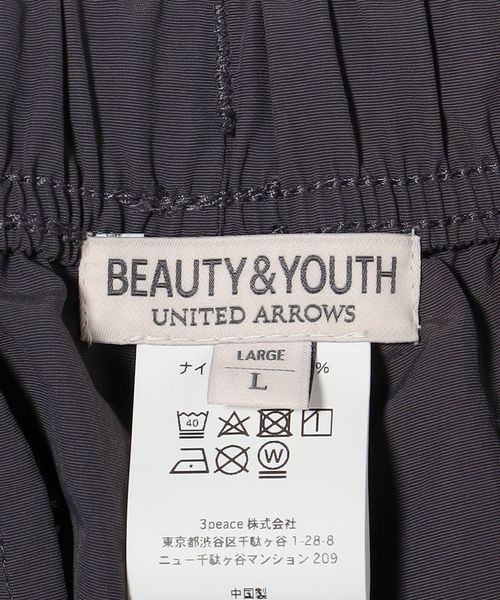 BEAUTY&YOUTH
UNITED ARROWS
LARGE
L
ナイ %
40
W
3peace 株式会社
東京都渋谷区千駄ヶ谷 1-28-8
ニュー千駄ヶ谷マンション 209
中国製